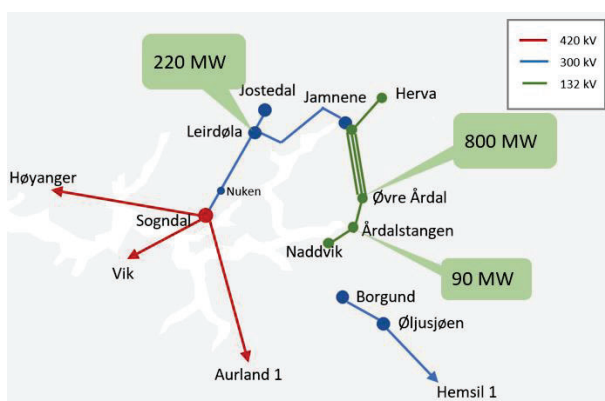 420 kV
300 kV
132 kV
220 MW
Jostedal
Jamnene
Herva
Leirdøla
800 MW
Høyanger
Nuken
Øvre Årdal
Sogndal
Årdalstangen
Naddvik
Vik
90 MW
Borgund
Øljusjøen
Aurland 1
Hemsil 1